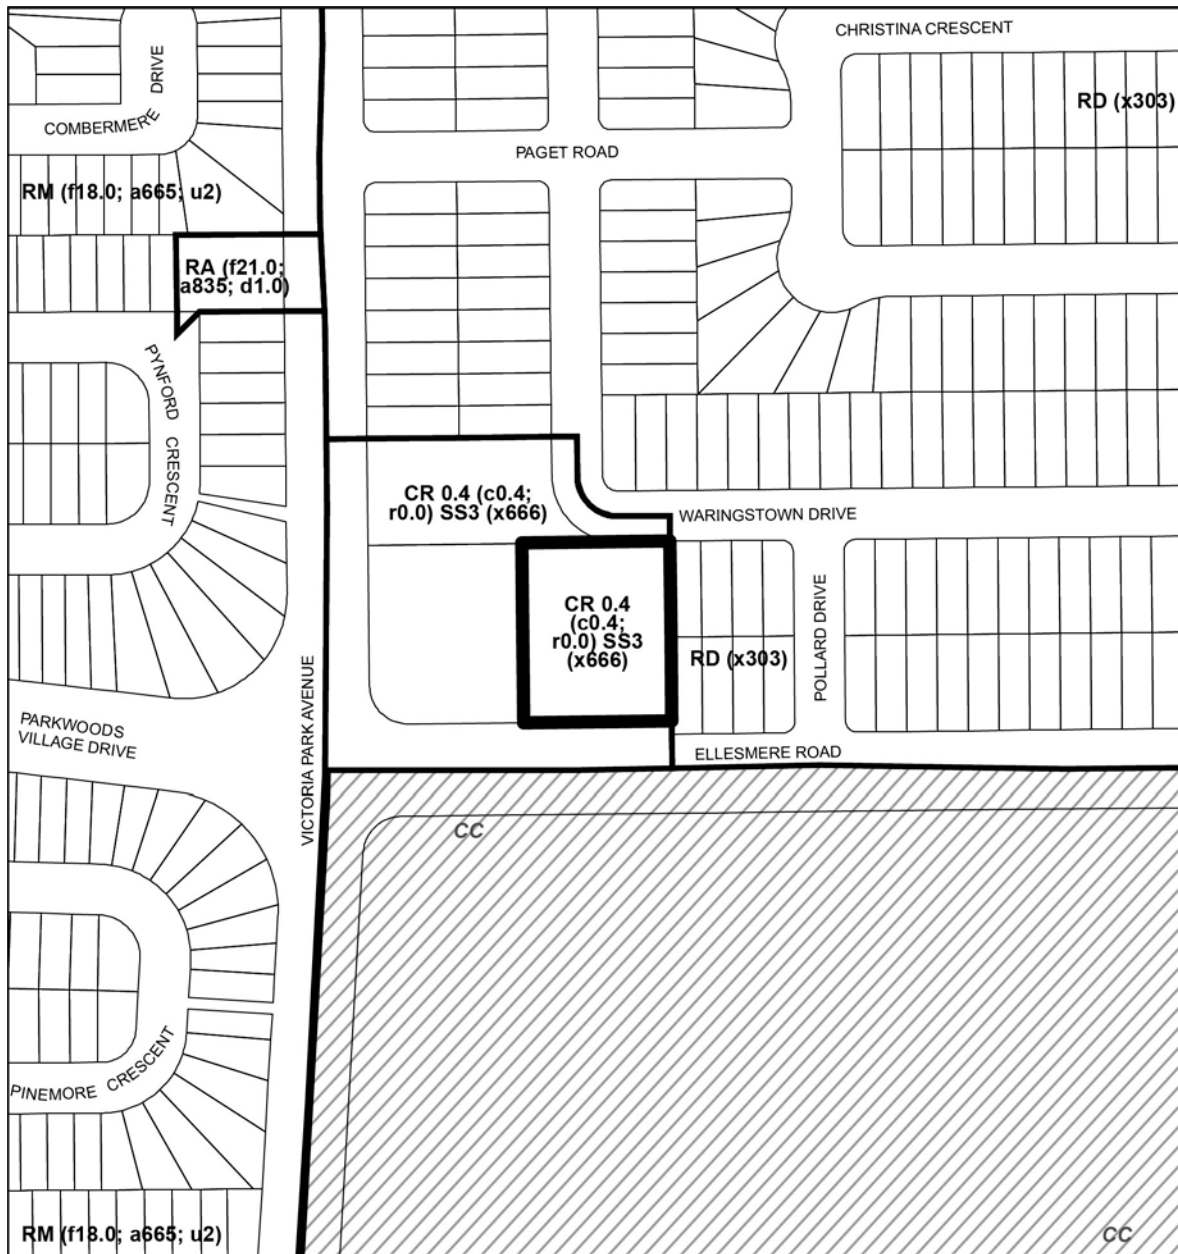 CHRISTINA CRESCENT
COMBERMERE DRIVE
RD (x303)
PAGET ROAD
RM (f18.0; a665; u2)
RA (f21.0;
a835; d1.0)
PYNFORD CRESCENT
CR 0.4 (c0.4;
r0.0) SS3 (x666)
WARINGSTOWN DRIVE
CR 0.4
(c0.4;
r0.0) SS3
(x666)
RD (x303)
POLLARD DRIVE
VICTORIA PARK AVENUE
PARKWOODS
VILLAGE DRIVE
ELLESMERE ROAD
CC
PINEMORE CRESCENT
RM (f18.0; a665; u2)
CC